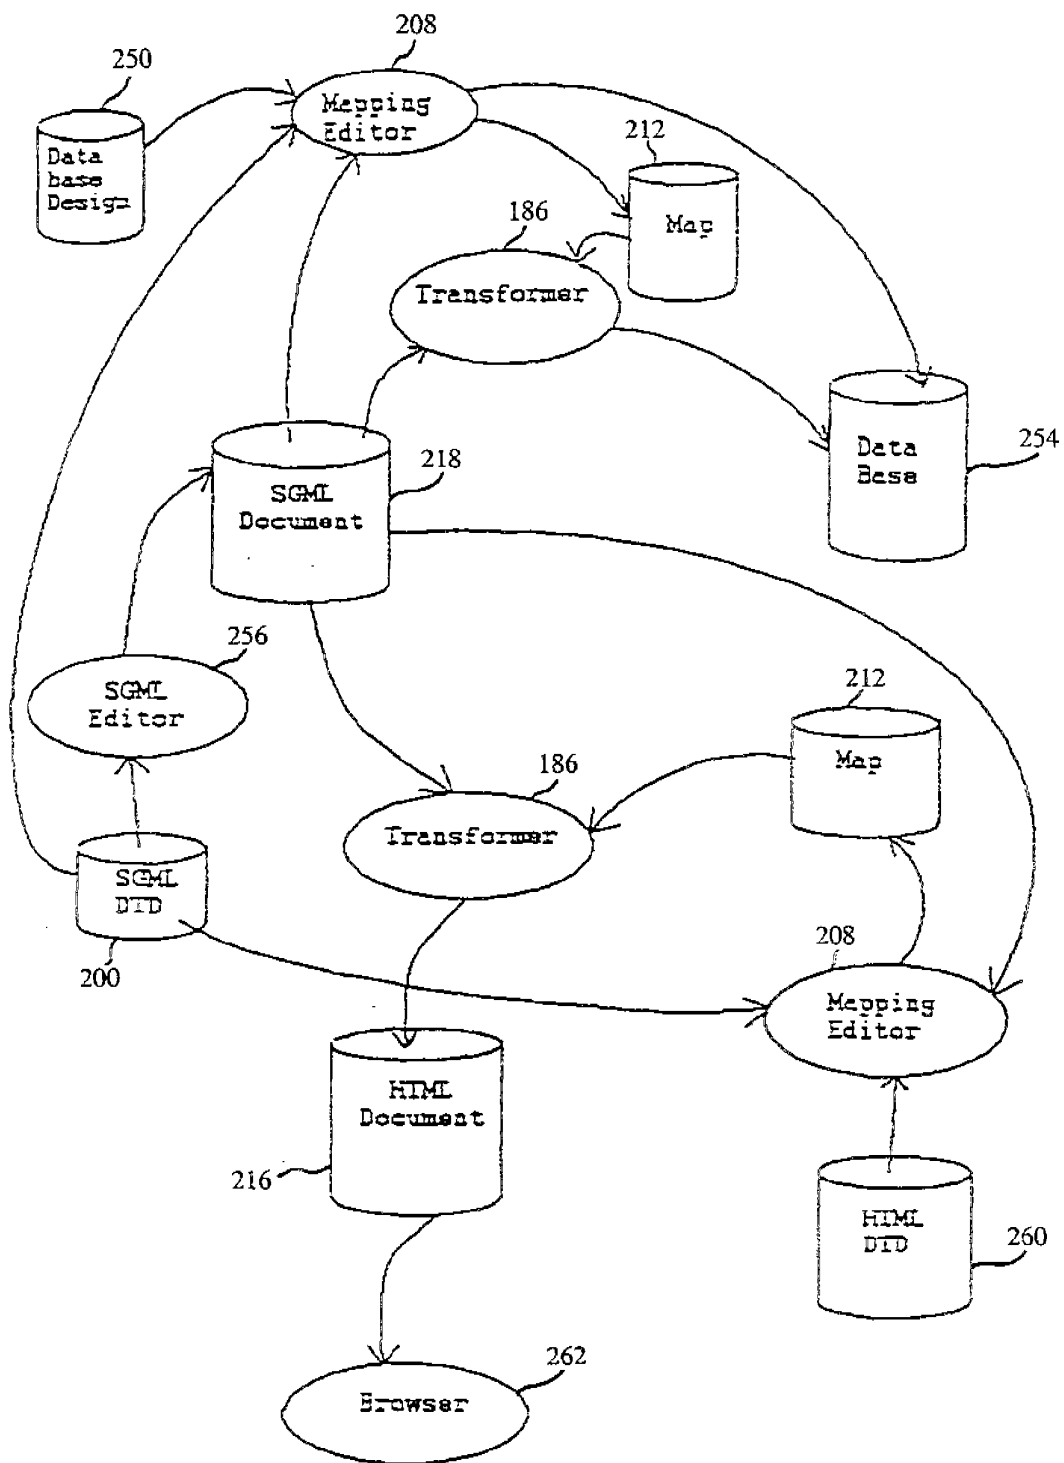 208
250
Mapping
Editor
Data
base
Design
212
Map
186
Transformer
Data
Base
254
218
SGML
Document
256
SGML
Editor
212
Map
186
Transformer
SGML
DTD
200
208
Mapping
Editor
HTML
Document
216
HTML
DTD
260
262
Browser